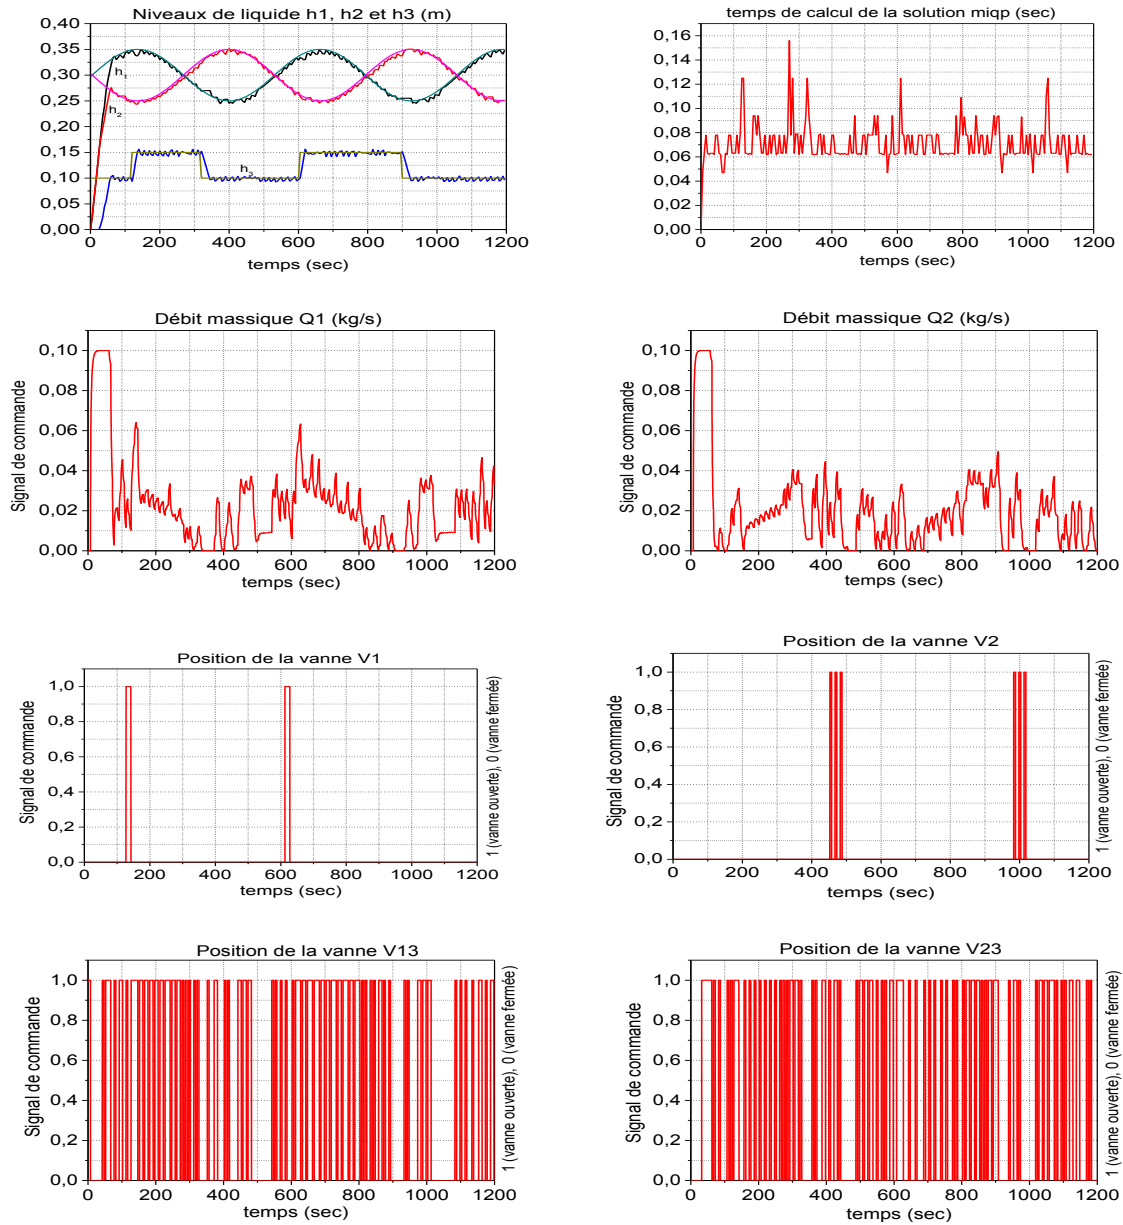 Niveaux de liquide h1, h2 et h3 (m)
0,40
0,35
0,30
0,25
0,20
0,15
0,10
0,05
0,00
h1
h2
h3
0 200 400 600 800 1000 1200
temps (sec)
temps de calcul de la solution miqp (sec)
0,16
0,14
0,12
0,10
0,08
0,06
0,04
0,02
0,00
0 200 400 600 800 1000 1200
temps (sec)
Débit massique Q1 (kg/s)
Signal de commande
0,10
0,08
0,06
0,04
0,02
0,00
0 200 400 600 800 1000 1200
temps (sec)
Débit massique Q2 (kg/s)
Signal de commande
0,10
0,08
0,06
0,04
0,02
0,00
0 200 400 600 800 1000 1200
temps (sec)
Position de la vanne V1
Signal de commande
1,0
0,8
0,6
0,4
0,2
0,0
0 200 400 600 800 1000 1200
temps (sec)
1 (vanne ouverte), 0 (vanne fermée)
Position de la vanne V2
Signal de commande
1,0
0,8
0,6
0,4
0,2
0,0
0 200 400 600 800 1000 1200
temps (sec)
1 (vanne ouverte), 0 (vanne fermée)
Position de la vanne V13
Signal de commande
1,0
0,8
0,6
0,4
0,2
0,0
0 200 400 600 800 1000 1200
temps (sec)
1 (vanne ouverte), 0 (vanne fermée)
Position de la vanne V23
Signal de commande
1,0
0,8
0,6
0,4
0,2
0,0
0 200 400 600 800 1000 1200
temps (sec)
1 (vanne ouverte), 0 (vanne fermée)